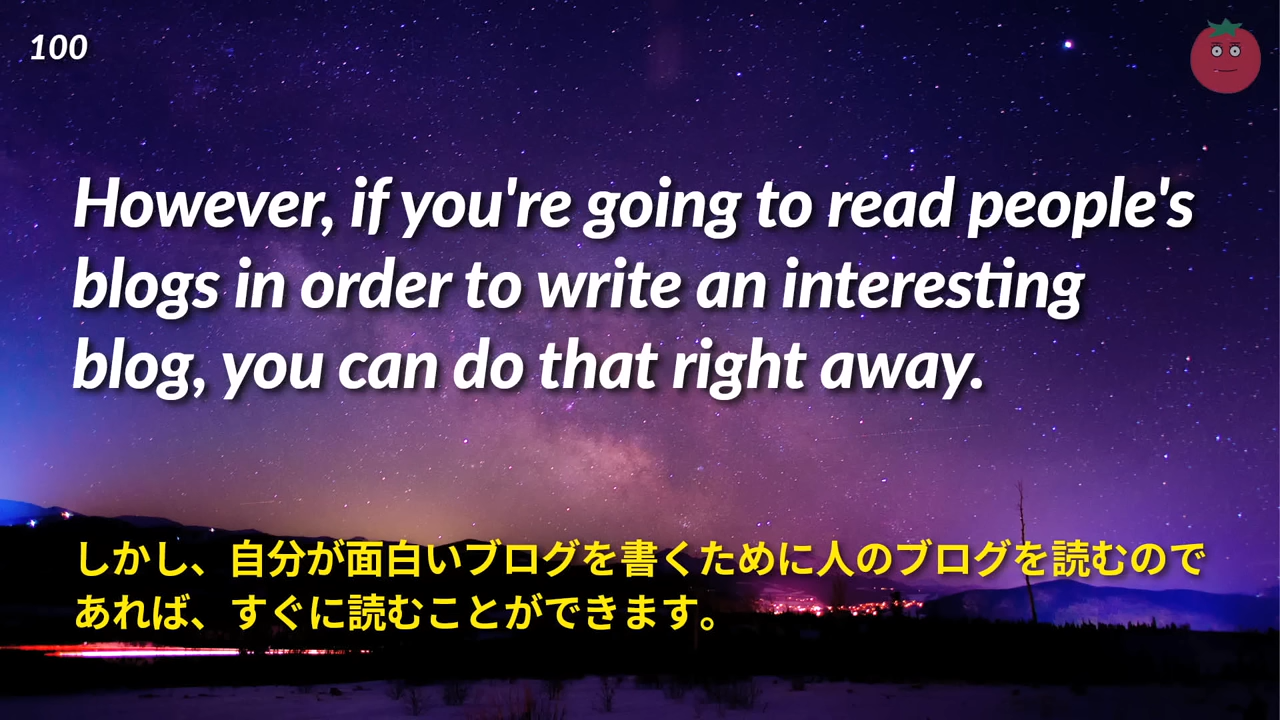 100
However, if you're going to read people's
blogs in order to write an interesting
blog, you can do that right away.
しかし、自分が面白いブログを書くために人のブログを読むので
あれば、すぐに読むことができます。